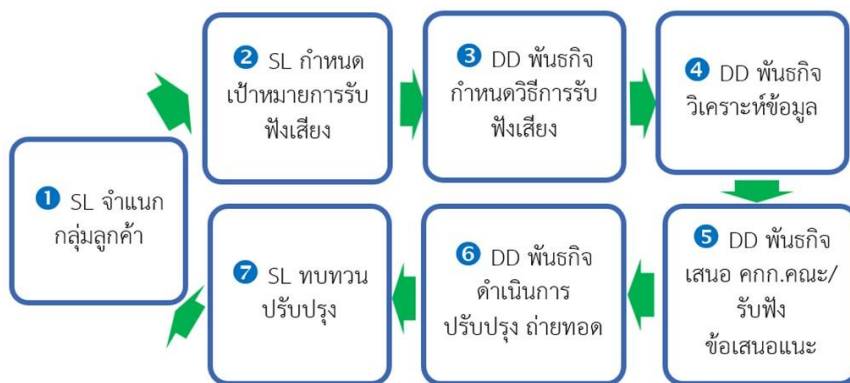 ❶ SL จำแนก
กลุ่มลูกค้า
❷ SL กำหนด
เป้าหมายการรับ
ฟังเสียง
❸ DD พันธกิจ
กำหนดวิธีการรับ
ฟังเสียง
❹ DD พันธกิจ
วิเคราะห์ข้อมูล
❺ DD พันธกิจ
เสนอ คกก.คณะ/
รับฟัง
ข้อเสนอแนะ
❻ DD พันธกิจ
ดำเนินการ
ปรับปรุง ถ่ายทอด
❼ SL ทบทวน
ปรับปรุง